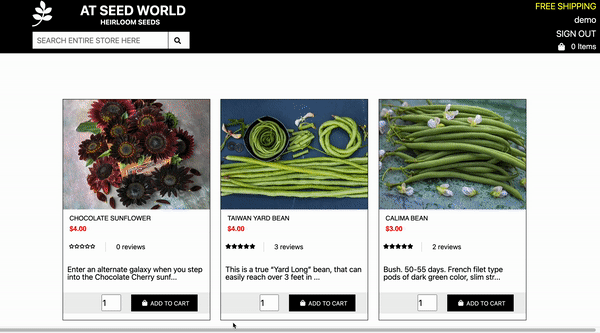 AT SEED WORLD
HEIRLOOM SEEDS
SEARCH ENTIRE STORE HERE
FREE SHIPPING
demo
SIGN OUT
0 Items
CHOCOLATE SUNFLOWER
$4.00
0 reviews
Enter an alternate galaxy when you step
into the Chocolate Cherry sunf...
1
ADD TO CART
TAIWAN YARD BEAN
$4.00
3 reviews
This is a true "Yard Long" bean, that can
easily reach over 3 feet in ...
1
ADD TO CART
CALIMA BEAN
$3.00
2 reviews
Bush. 50-55 days. French filet type
pods of dark green color, slim str...
1
ADD TO CART